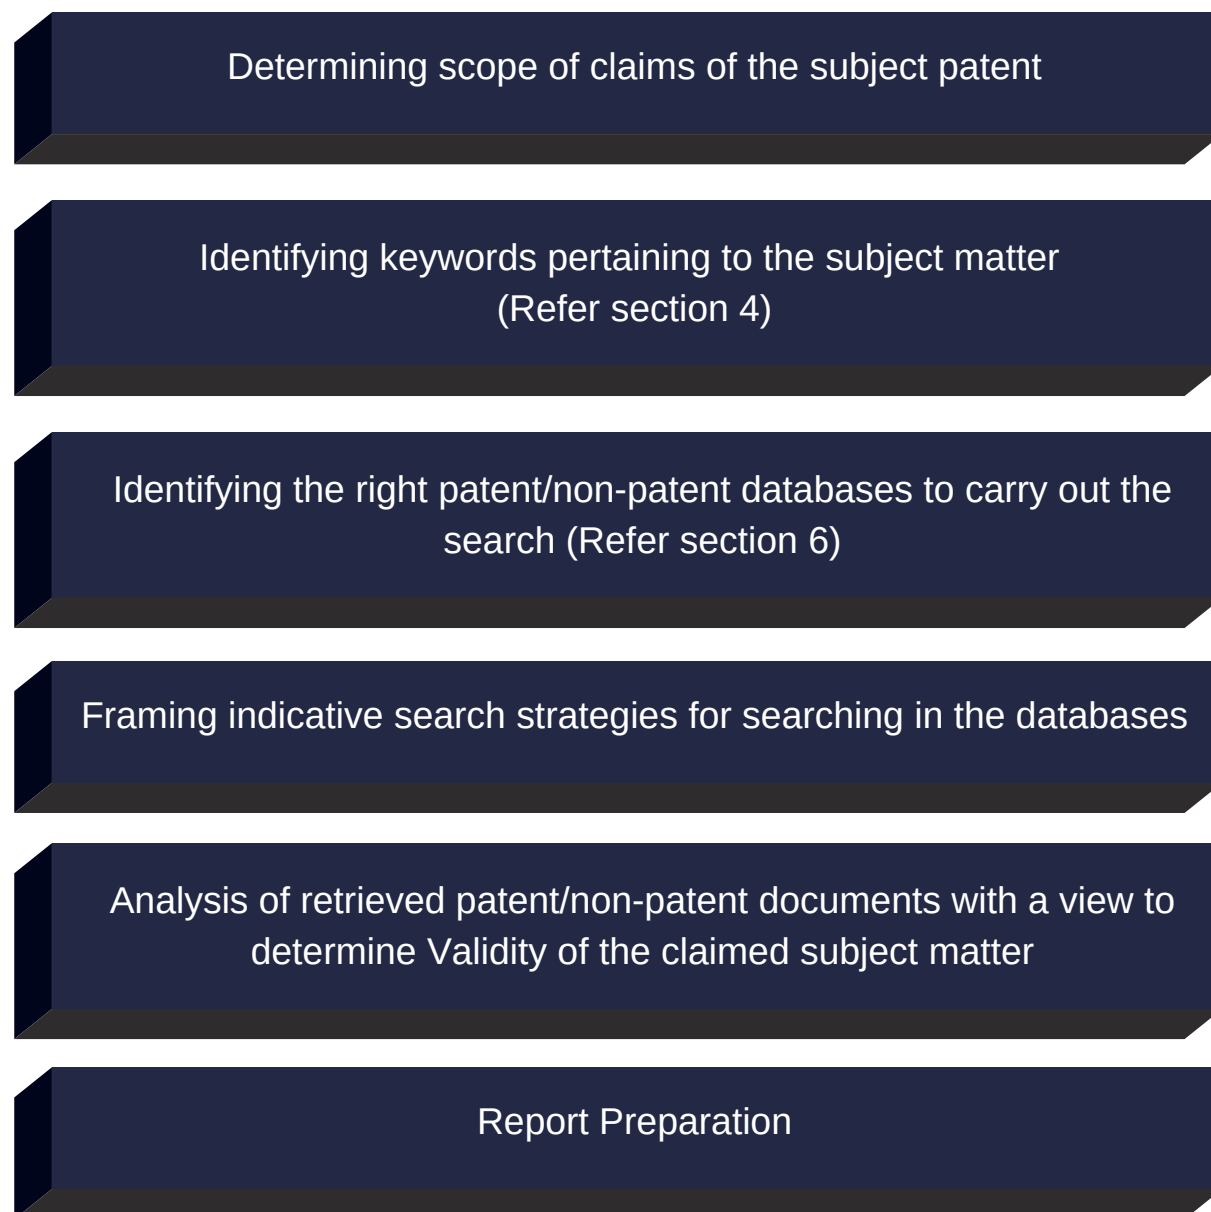 Determining scope of claims of the subject patent
Identifying keywords pertaining to the subject matter
(Refer section 4)
Identifying the right patent/non-patent databases to carry out the
search (Refer section 6)
Framing indicative search strategies for searching in the databases
Analysis of retrieved patent/non-patent documents with a view to
determine Validity of the claimed subject matter
Report Preparation